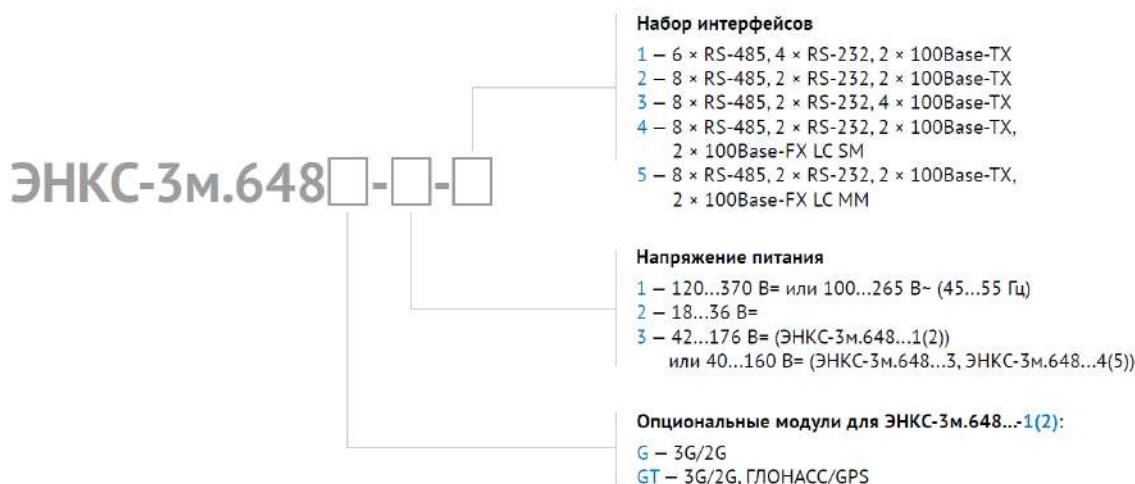 Набор интерфейсов
1 – 6 × RS-485, 4 × RS-232, 2 × 100Base-TX
2 – 8 × RS-485, 2 × RS-232, 2 × 100Base-TX
3 – 8 × RS-485, 2 × RS-232, 4 × 100Base-TX
4 – 8 × RS-485, 2 × RS-232, 2 × 100Base-TX,
2 × 100Base-FX LC SM
5 – 8 × RS-485, 2 × RS-232, 2 × 100Base-TX,
2 × 100Base-FX LC MM
ЭНКС-3м.648□-□-□
Напряжение питания
1 – 120...370 В= или 100...265 В~ (45...55 Гц)
2 – 18...36 В=
3 – 42...176 В= (ЭНКС-3м.648...1(2))
или 40...160 В= (ЭНКС-3м.648...3, ЭНКС-3м.648...4(5))
Опциональные модули для ЭНКС-3м.648...-1(2):
G – 3G/2G
GT – 3G/2G, ГЛОНАСС/GPS